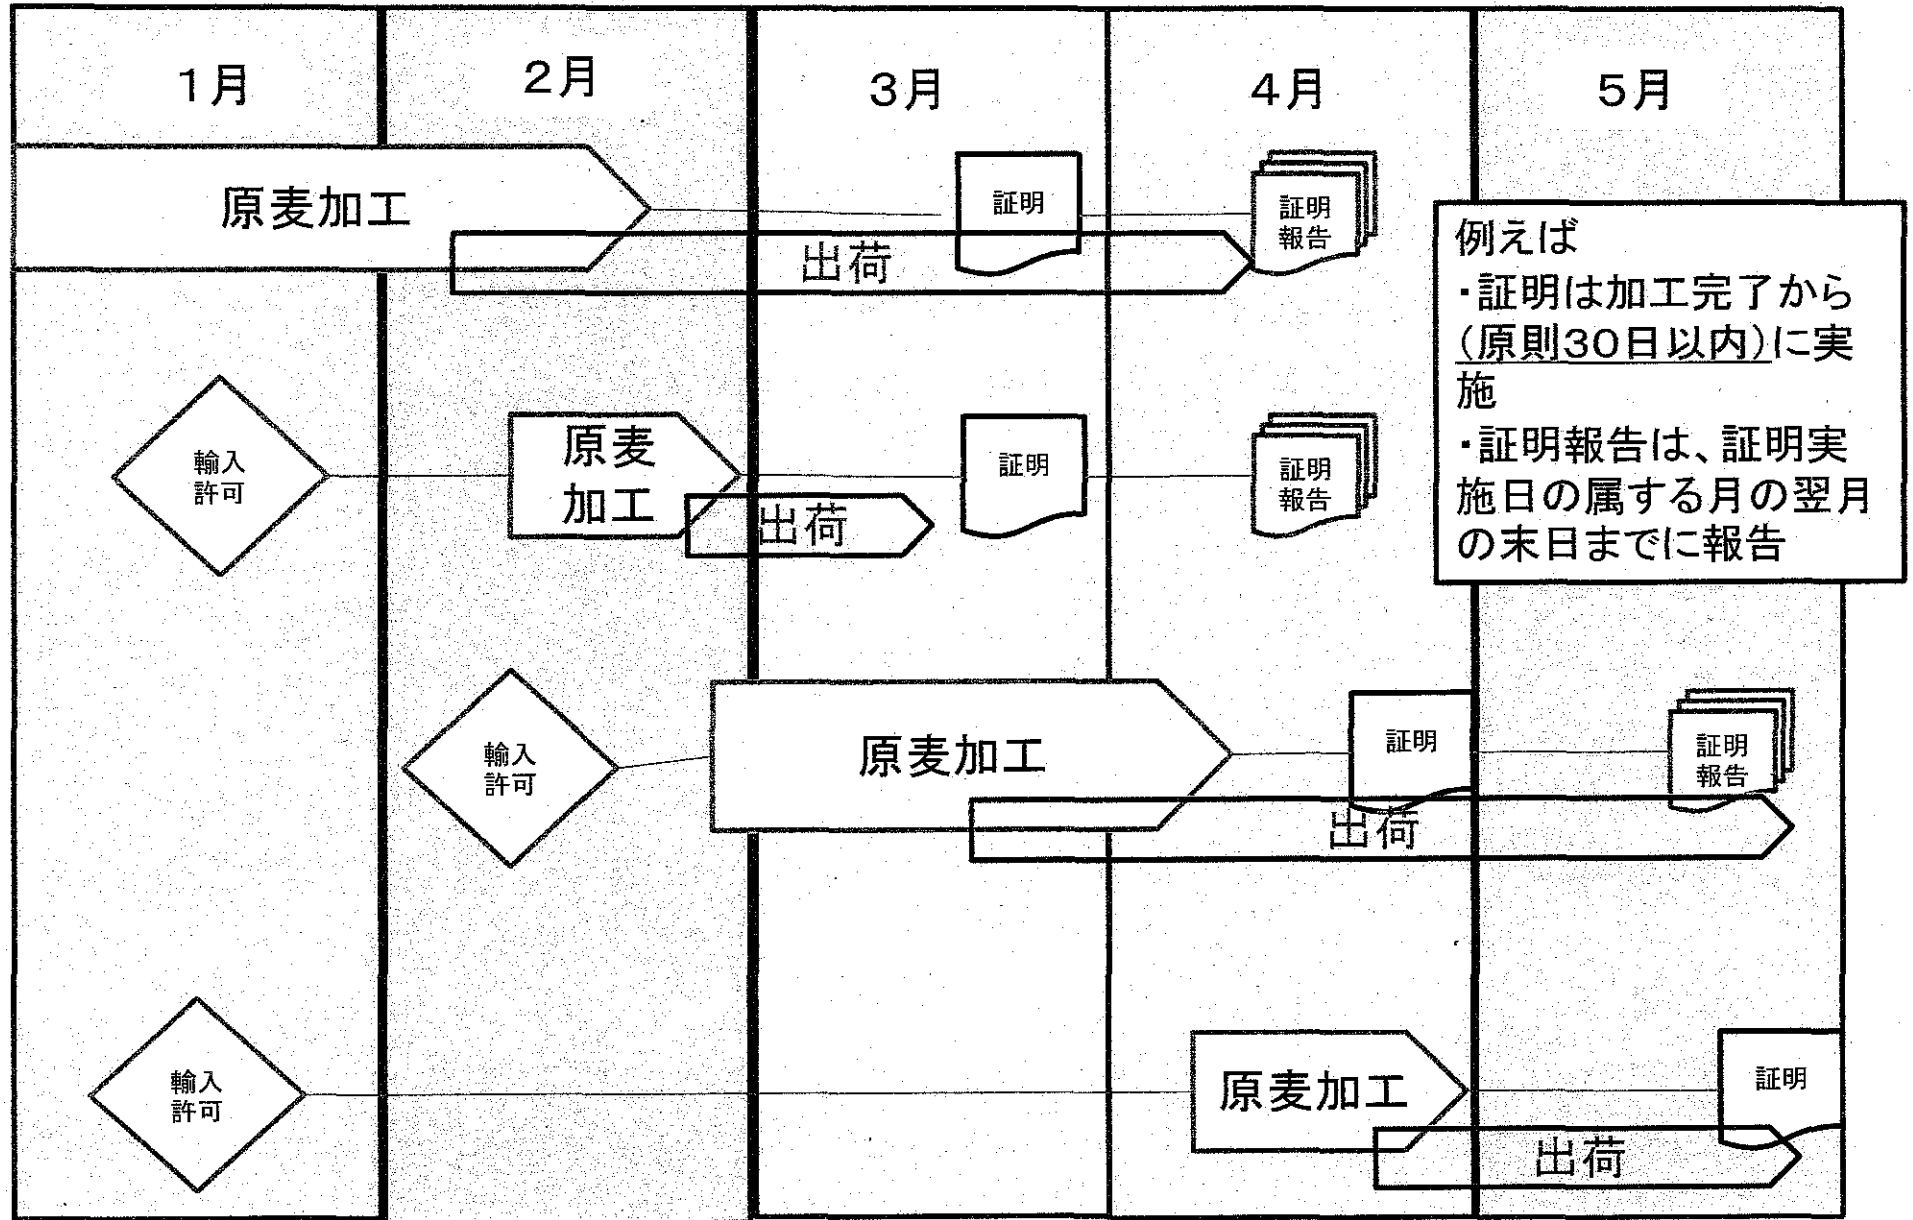 1月
2月
3月
4月
5月
原麦加工
証明
証明
報告
出荷
例えば
・証明は加工完了から
(原則30日以内)に実
施
・証明報告は、証明実
施日の属する月の翌月
の末日までに報告
輸入
許可
原麦
加工
証明
証明
報告
出荷
輸入
許可
原麦加工
証明
証明
報告
出荷
輸入
許可
原麦加工
証明
出荷